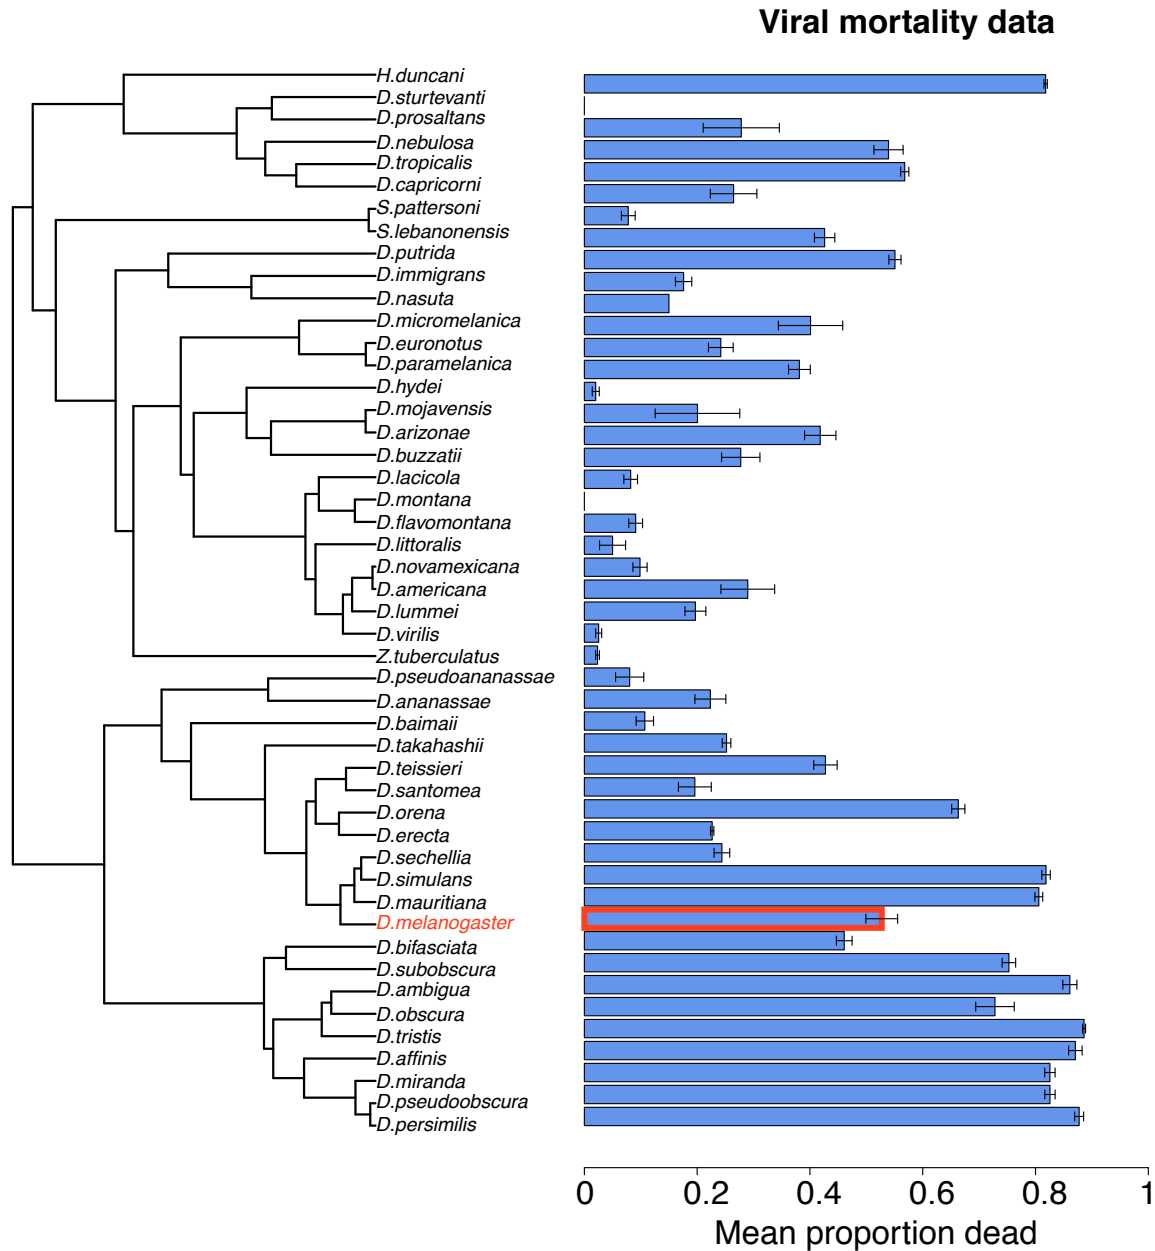 Viral mortality data
H.duncani
D.sturtevanti
D.prosaltans
D.nebulosa
D.tropicalis
D.capricorni
S.pattersoni
S.lebanonensis
D.putrida
D.immigrans
D.nasuta
D.micromelanica
D.euronotus
D.paramelanica
D.hydei
D.mojavensis
D.arizonae
D.buzzatii
D.lacicola
D.montana
D.flavomontana
D.littoralis
D.novamexicana
D.americana
D.lummei
D.virilis
Z.tuberculatus
D.pseudoananassae
D.ananassae
D.baimaii
D.takahashii
D.teissieri
D.santomea
D.orena
D.erecta
D.sechellia
D.simulans
D.mauritiana
D.melanogaster
D.bifasciata
D.subobscura
D.ambigua
D.obscura
D.tristis
D.affinis
D.miranda
D.pseudoobscura
D.persimilis
0 0.2 0.4 0.6 0.8 1
Mean proportion dead